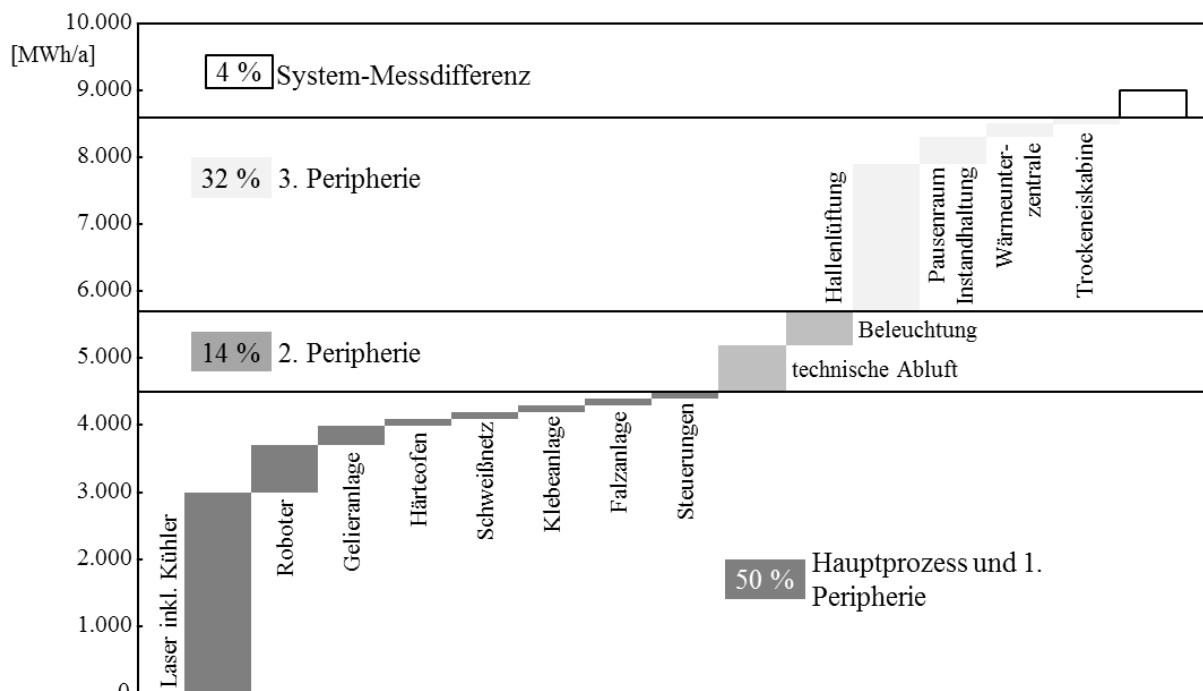 10.000
[MWh/a]
9.000
8.000
7.000
6.000
5.000
4.000
3.000
2.000
1.000
0
4 % System-Messdifferenz
32 % 3. Peripherie
14 % 2. Peripherie
50 % Hauptprozess und 1.
Peripherie
Laser inkl. Kühler
Roboter
Gelieranlage
Härteofen
Schweißnetz
Klebeanlage
Falzanlage
Steuerungen
technische Abluft
Beleuchtung
Hallenlüftung
Pausenraum
Instandhaltung
Wärmeunter-
zentrale
Trockeneiskabine